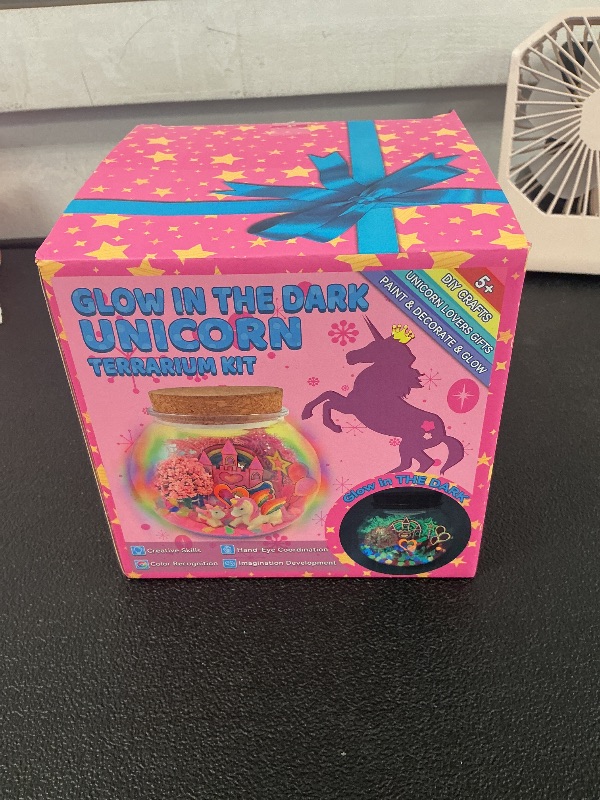 GLOW IN THE DARK
UNICORN
TERRARIUM KIT
5+
DIY CRAFTS
UNICORN LOVERS GIFTS
PAINT & DECORATE & GLOW
Glow in THE DARK
Creative Skills
Hand-Eye Coordination
Color Recognition
Imagination Development